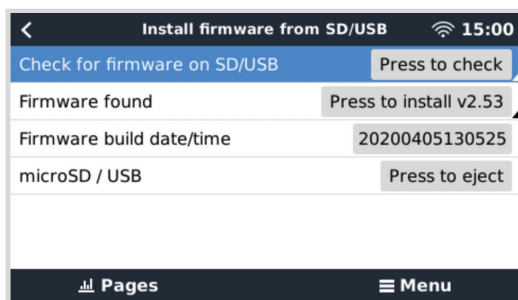 Install firmware from SD/USB 15:00
Check for firmware on SD/USB Press to check
Firmware found Press to install v2.53
Firmware build date/time 20200405130525
microSD / USB Press to eject
Pages Menu